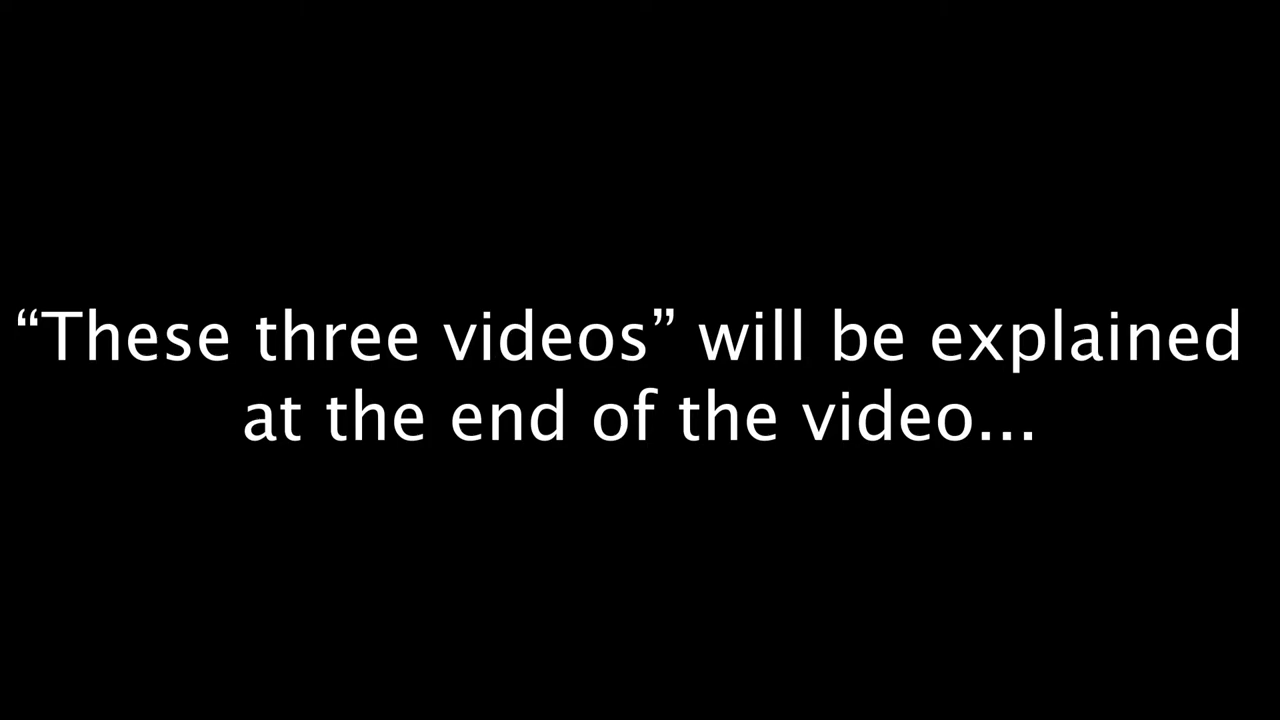 “These three videos” will be explained
at the end of the video...